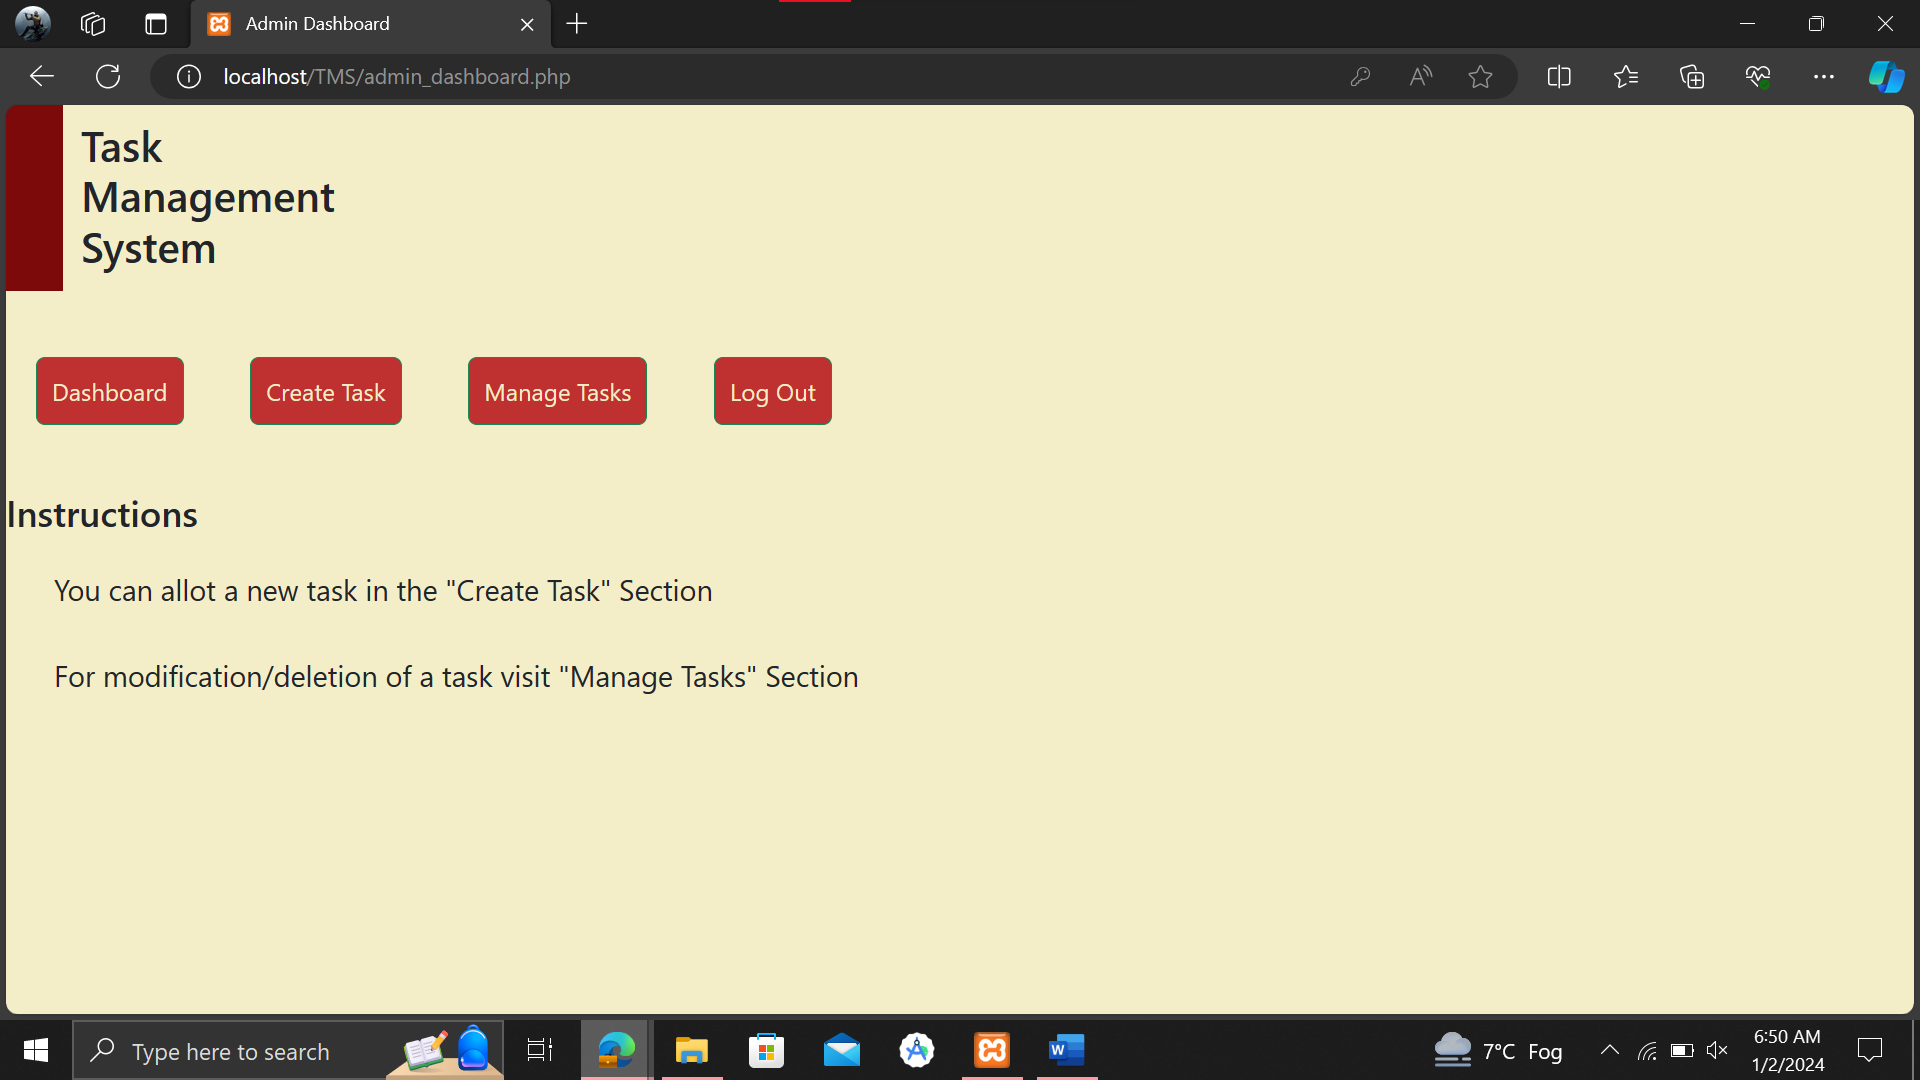 Admin Dashboard
localhost/TMS/admin_dashboard.php
Task
Management
System
Dashboard
Create Task
Manage Tasks
Log Out
Instructions
You can allot a new task in the "Create Task" Section
For modification/deletion of a task visit "Manage Tasks" Section
Type here to search
W
7°C Fog
6:50 AM
1/2/2024